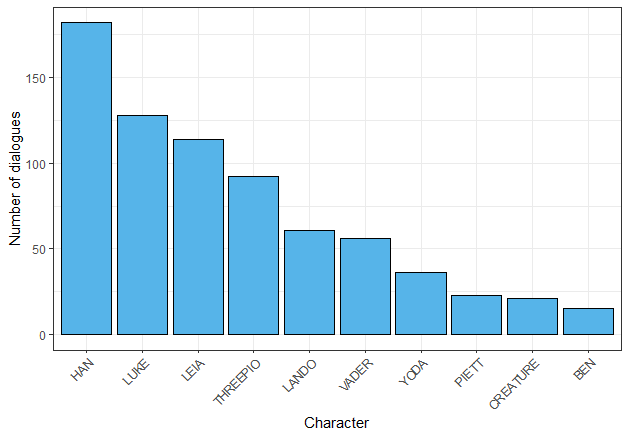 Number of dialogues
150
100
50
0
HAN
LUKE
LEIA
THREEPIO
LANDO
VADER
YODA
PIETT
CREATURE
BEN
Character